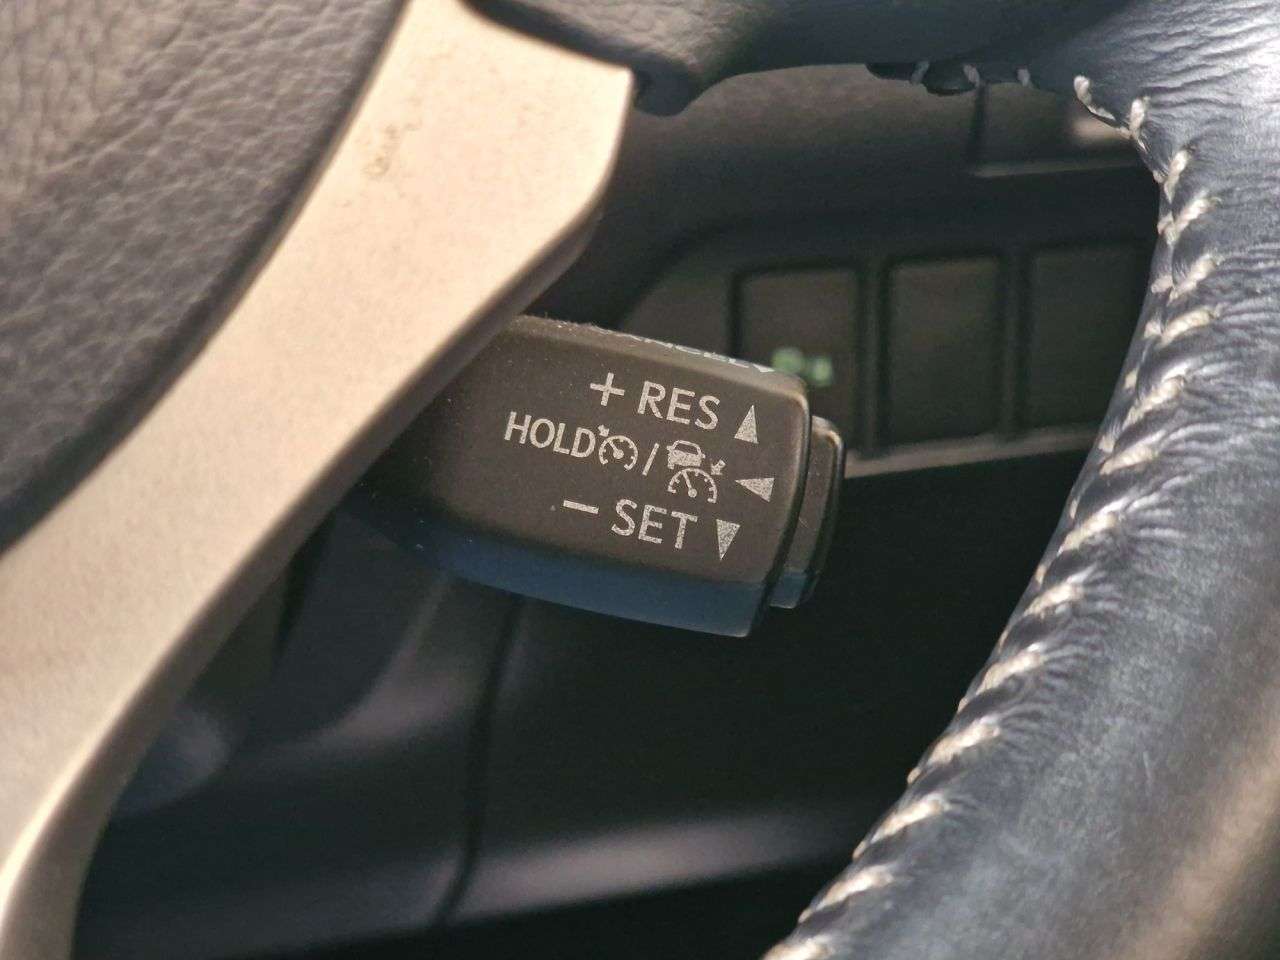 + RES
HOLD /
− SET